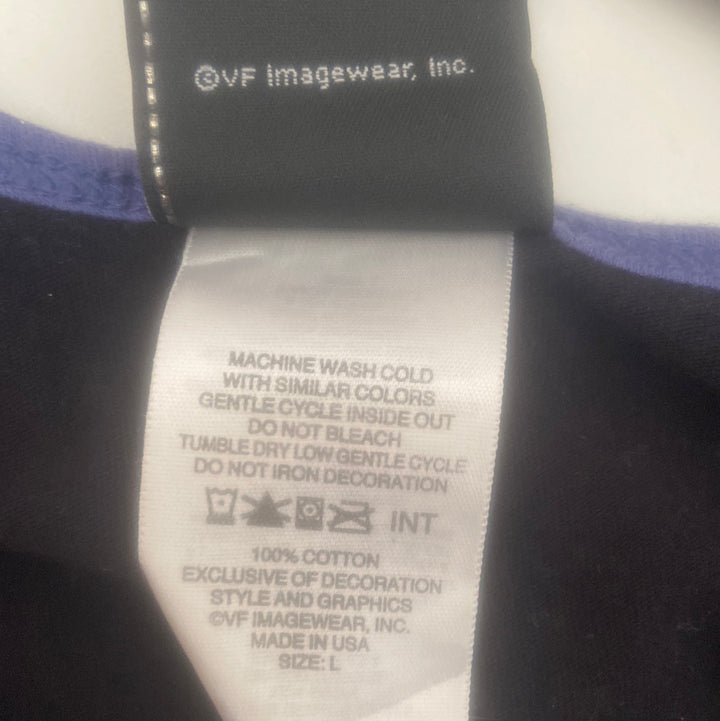 ©VF Imagewear, Inc.
MACHINE WASH COLD
WITH SIMILAR COLORS
GENTLE CYCLE INSIDE OUT
DO NOT BLEACH
TUMBLE DRY LOW GENTLE CYCLE
DO NOT IRON DECORATION
INT
100% COTTON
EXCLUSIVE OF DECORATION
STYLE AND GRAPHICS
©VF IMAGEWEAR, INC.
MADE IN USA
SIZE: L